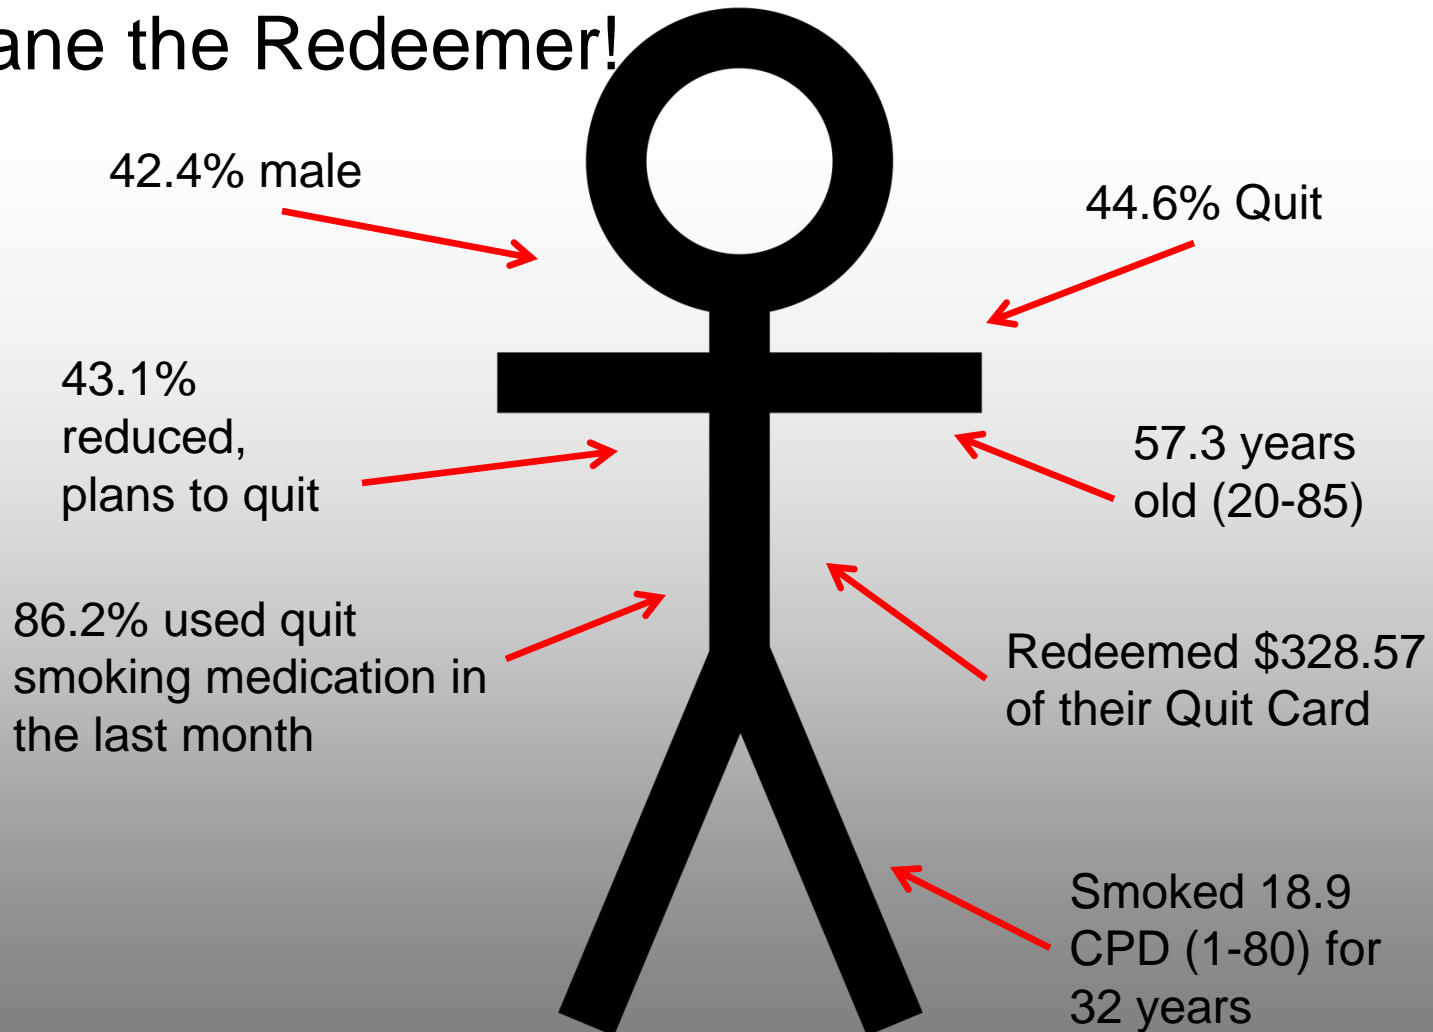 ane the Redeemer!
42.4% male
44.6% Quit
43.1%
reduced,
plans to quit
57.3 years
old (20-85)
86.2% used quit
smoking medication in
the last month
Redeemed $328.57
of their Quit Card
Smoked 18.9
CPD (1-80) for
32 years